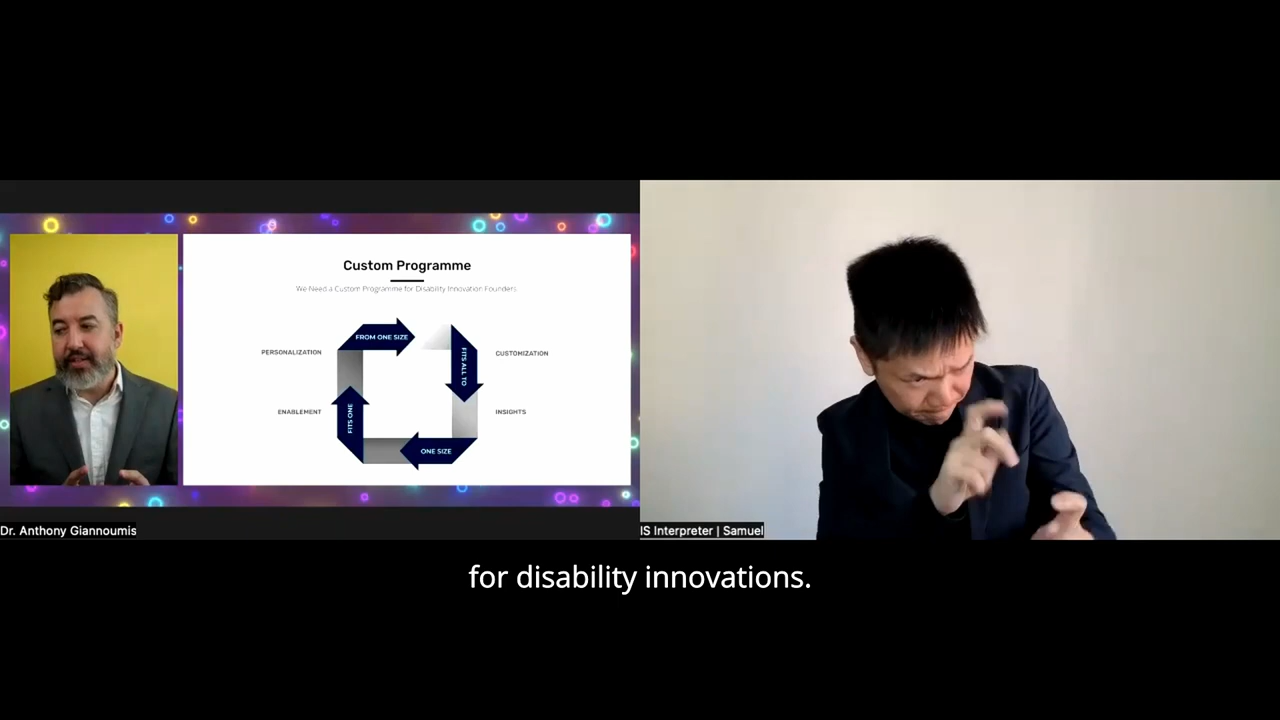 Custom Programme
We Need a Custom Programme for Disability Innovation Founders
FROM ONE SIZE
PERSONALIZATION
FITS ALL TO
CUSTOMIZATION
ENABLEMENT
FITS ONE
INSIGHTS
ONE SIZE
Dr. Anthony Giannoumis
IS Interpreter | Samuel
for disability innovations.